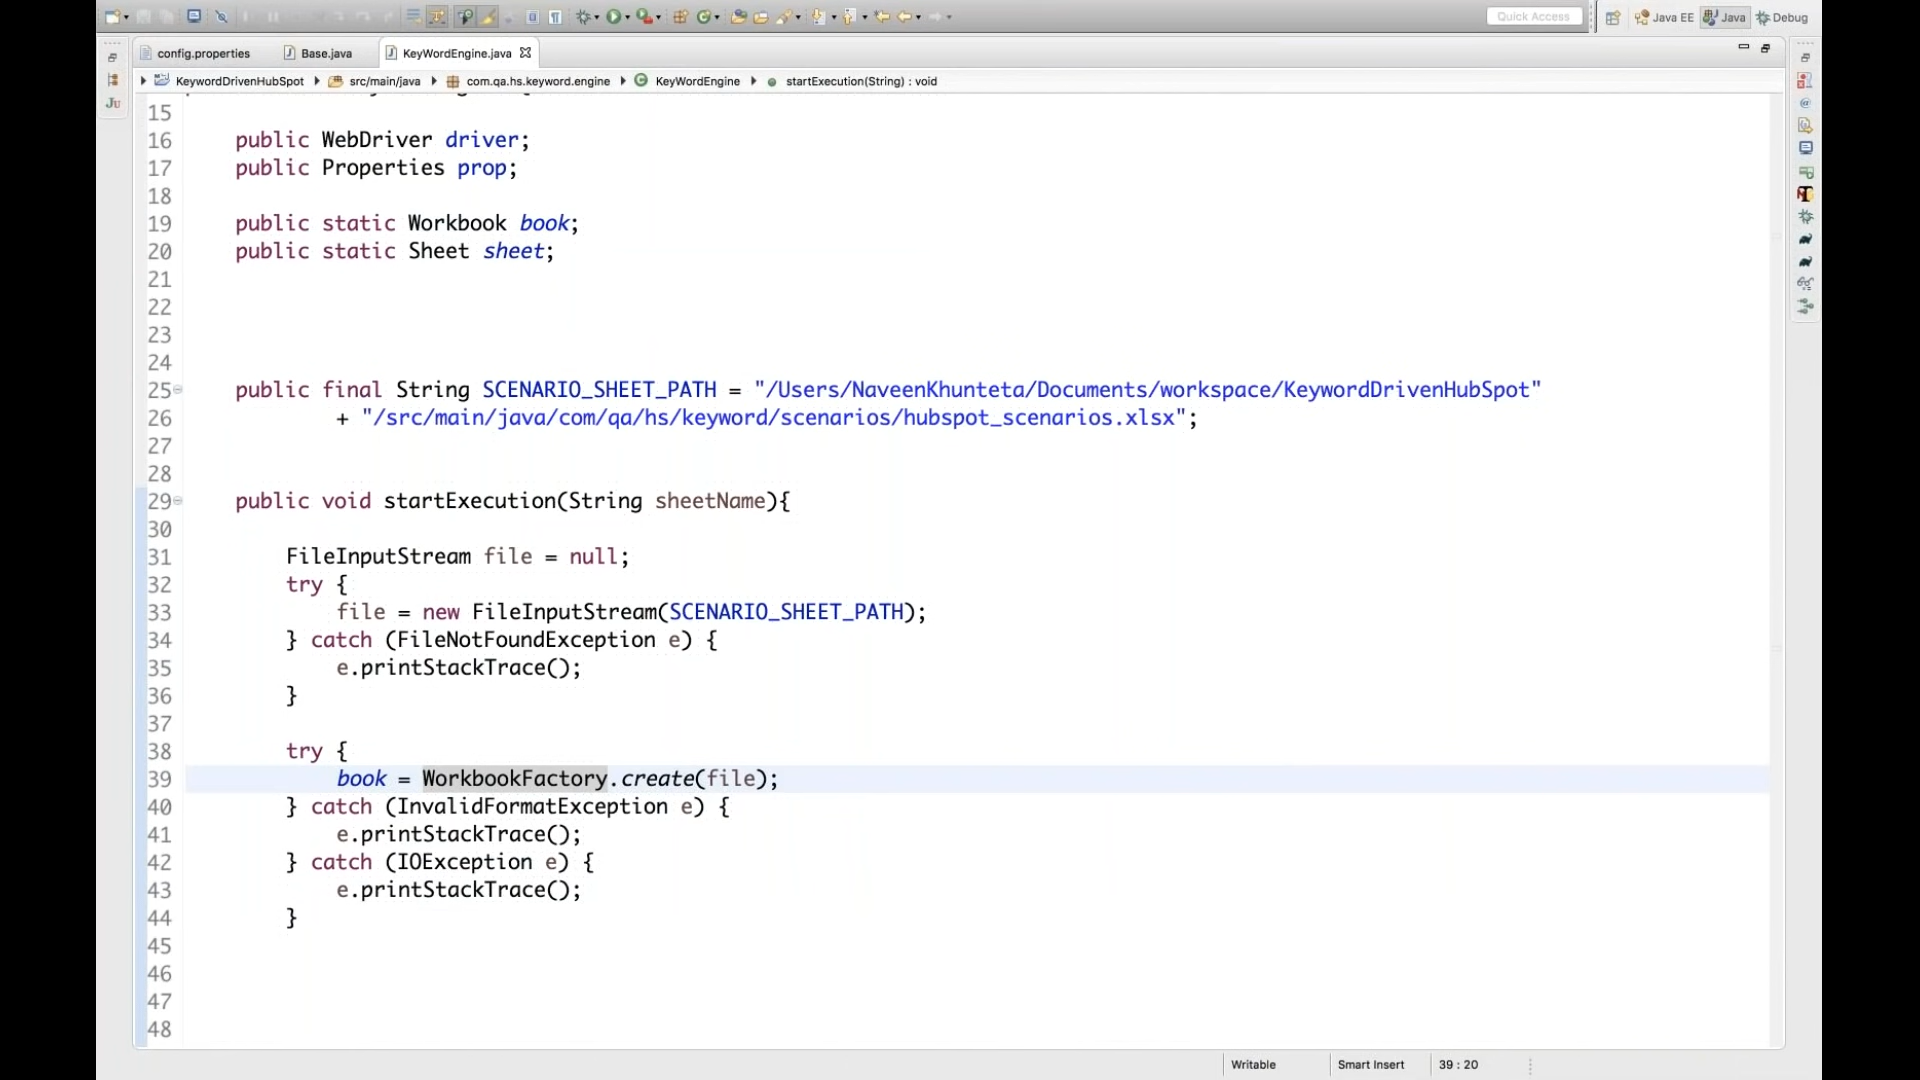 Quick Access
Java EE
Java
Debug
config.properties
Base.java
KeyWordEngine.java
KeywordDrivenHubSpot
src/main/java
com.qa.hs.keyword.engine
KeyWordEngine
startExecution(String) : void
Ju
15
16 public WebDriver driver;
17 public Properties prop;
18
19 public static Workbook book;
20 public static Sheet sheet;
21
22
23
24
25 public final String SCENARIO_SHEET_PATH = "/Users/NaveenKhunteta/Documents/workspace/KeywordDrivenHubSpot"
26 + "/src/main/java/com/qa/hs/keyword/scenarios/hubspot_scenarios.xlsx";
27
28
29 public void startExecution(String sheetName){
30
31 FileInputStream file = null;
32 try {
33 file = new FileInputStream(SCENARIO_SHEET_PATH);
34 } catch (FileNotFoundException e) {
35 e.printStackTrace();
36 }
37
38 try {
39 book = WorkbookFactory.create(file);
40 } catch (InvalidFormatException e) {
41 e.printStackTrace();
42 } catch (IOException e) {
43 e.printStackTrace();
44 }
45
46
47
48
Writable
Smart Insert
39 : 20